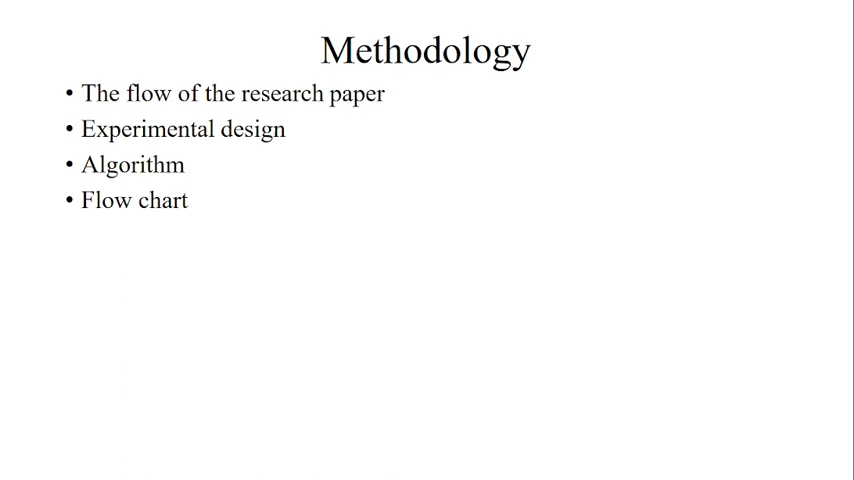 Methodology
• The flow of the research paper
• Experimental design
• Algorithm
• Flow chart